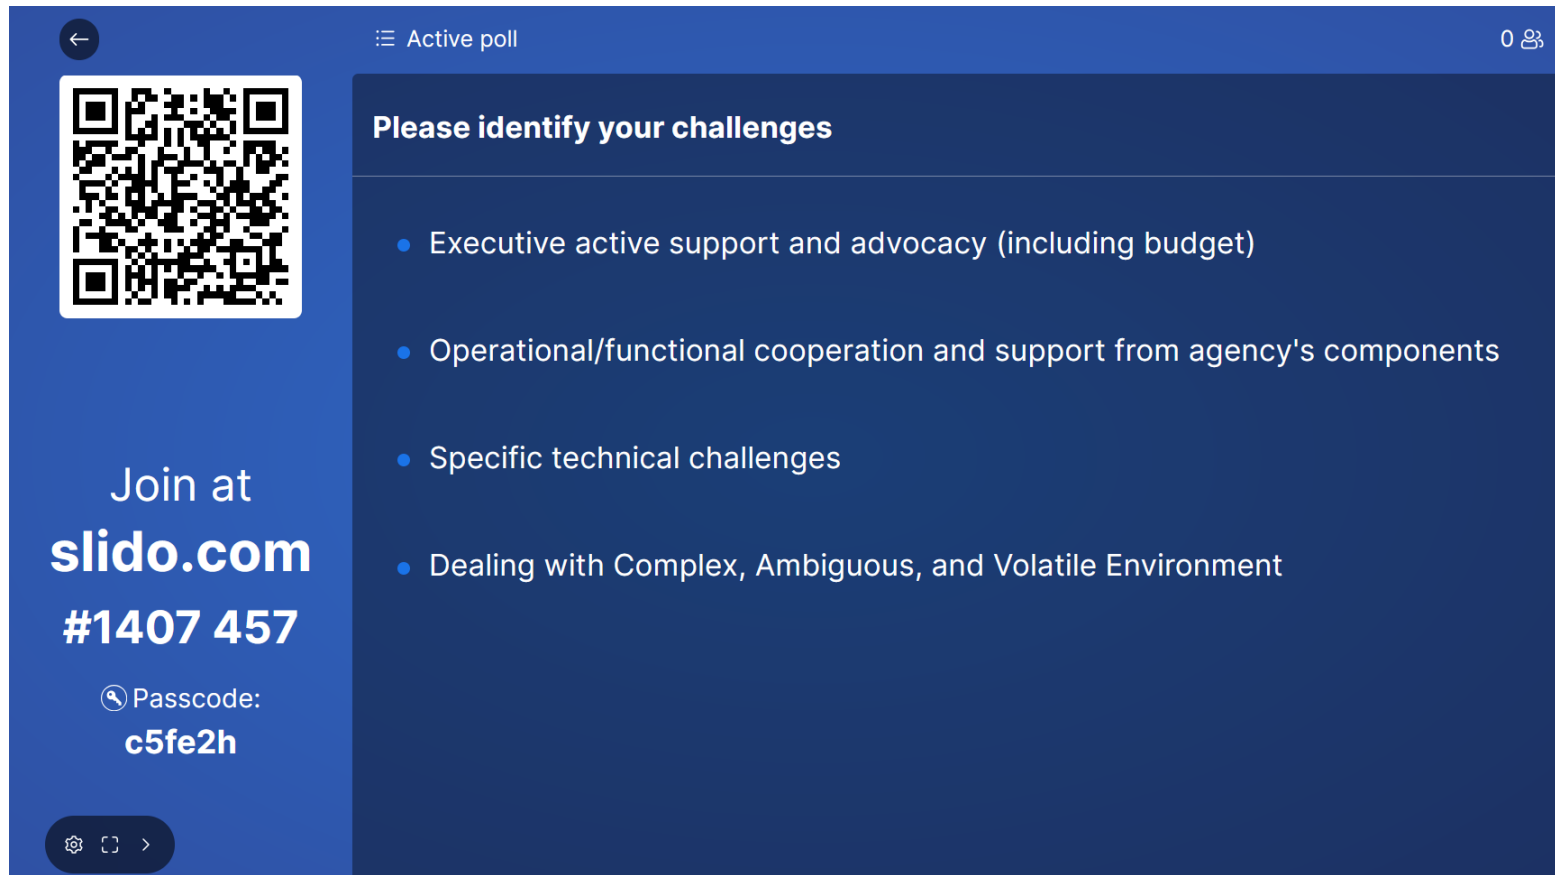 Active poll
0
Please identify your challenges
Executive active support and advocacy (including budget)
Operational/functional cooperation and support from agency's components
Specific technical challenges
Dealing with Complex, Ambiguous, and Volatile Environment
Join at
slido.com
#1407 457
Passcode:
c5fe2h